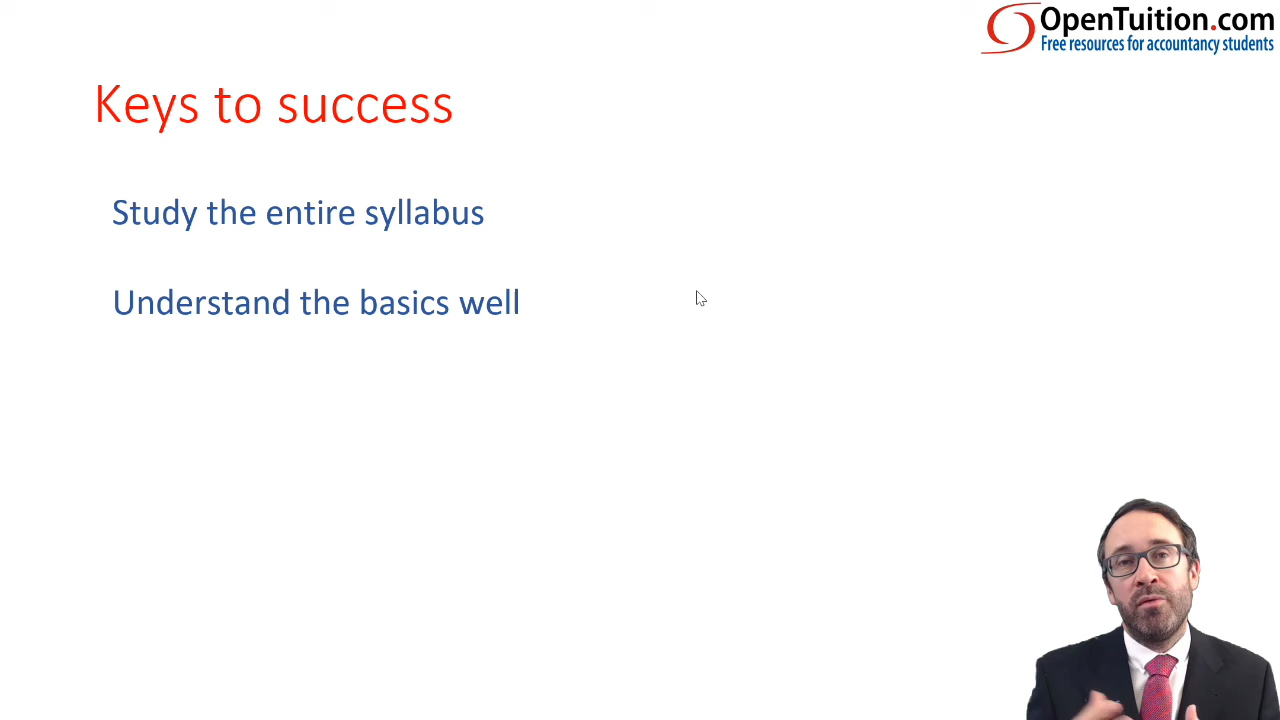 OpenTuition.com
Free resources for accountancy students
Keys to success
Study the entire syllabus
Understand the basics well